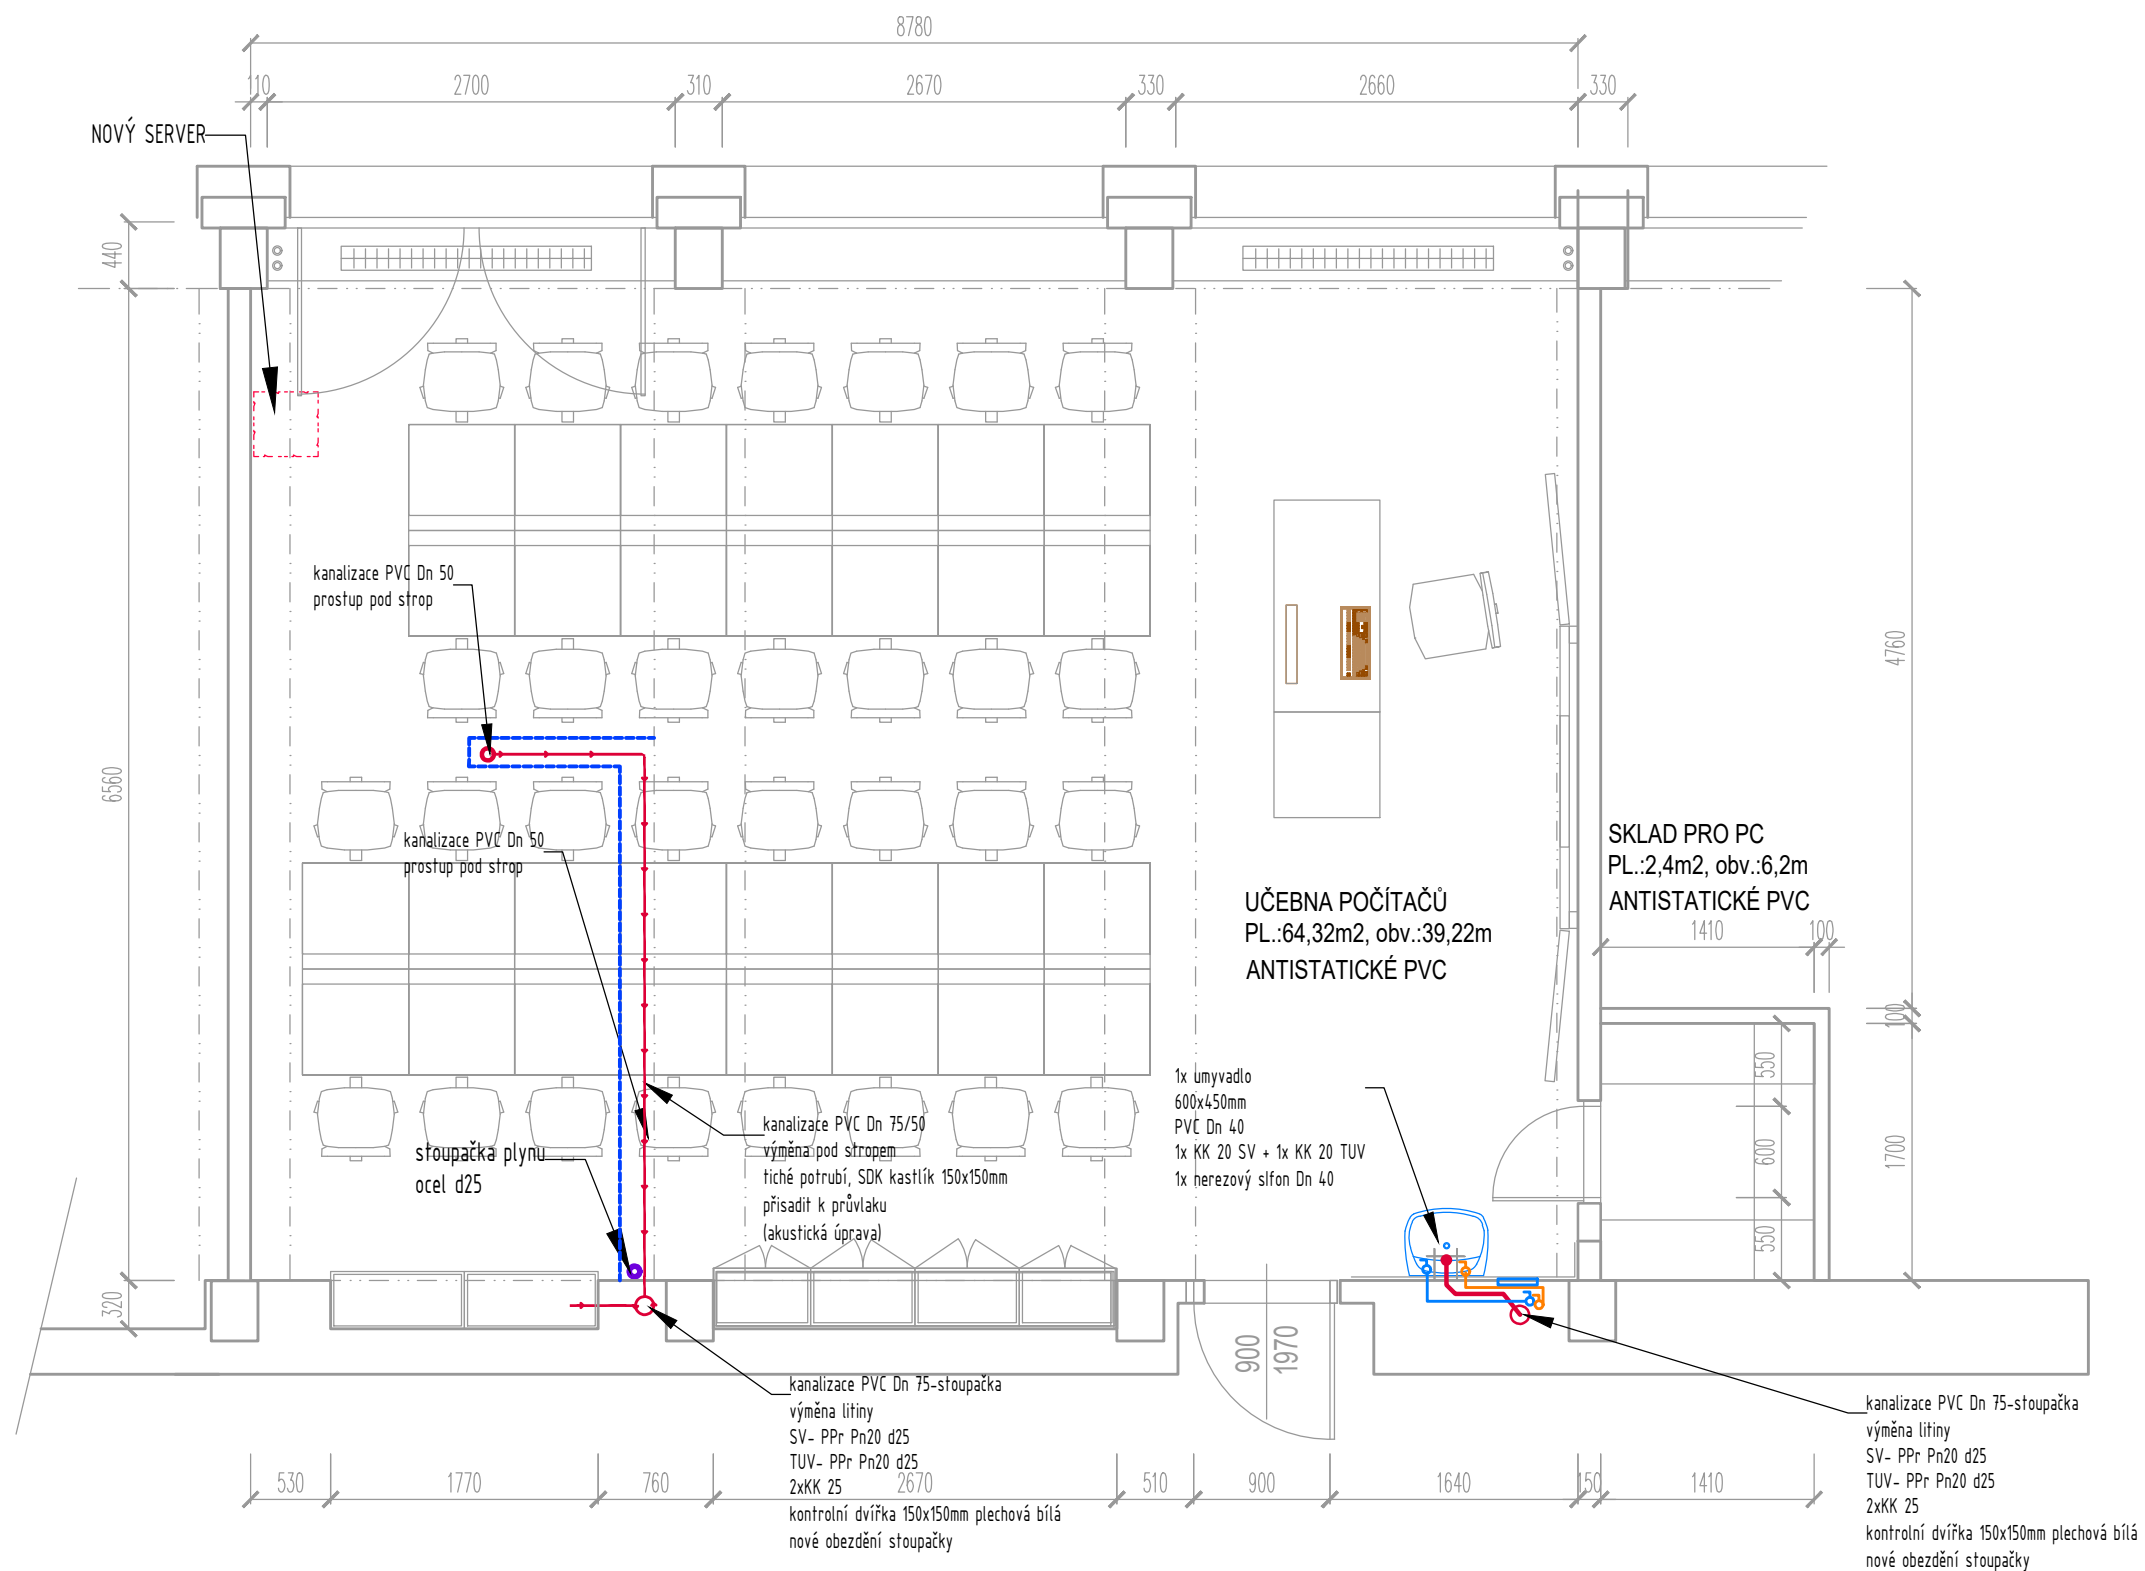 8780
110
2700
310
2670
330
2660
330
NOVÝ SERVER
440
kanalizace PVC Dn 50
prostup pod strop
4760
6560
kanalizace PVC Dn 50
prostup pod strop
SKLAD PRO PC
PL.:2,4m2, obv.:6,2m
ANTISTATICKÉ PVC
UČEBNA POČÍTAČŮ
PL.:64,32m2, obv.:39,22m
ANTISTATICKÉ PVC
1410
100
100
550
600
550
1700
1x umyvadlo
600x450mm
PVC Dn 40
1x KK 20 SV + 1x KK 20 TUV
1x nerezový sifon Dn 40
kanalizace PVC Dn 75/50
výměna pod stropem
tiché potrubí, SDK kastlík 150x150mm
přisadit k průvlaku
(akustická úprava)
stoupačka plynu
ocel d25
320
900
1970
kanalizace PVC Dn 75-stoupačka
výměna litiny
SV- PPr Pn20 d25
TUV- PPr Pn20 d25
2xKK 25
kontrolní dvířka 150x150mm plechová bílá
nové obezdění stoupačky
kanalizace PVC Dn 75-stoupačka
výměna litiny
SV- PPr Pn20 d25
TUV- PPr Pn20 d25
2xKK 25
kontrolní dvířka 150x150mm plechová bílá
nové obezdění stoupačky
530
1770
760
2670
510
900
1640
150
1410